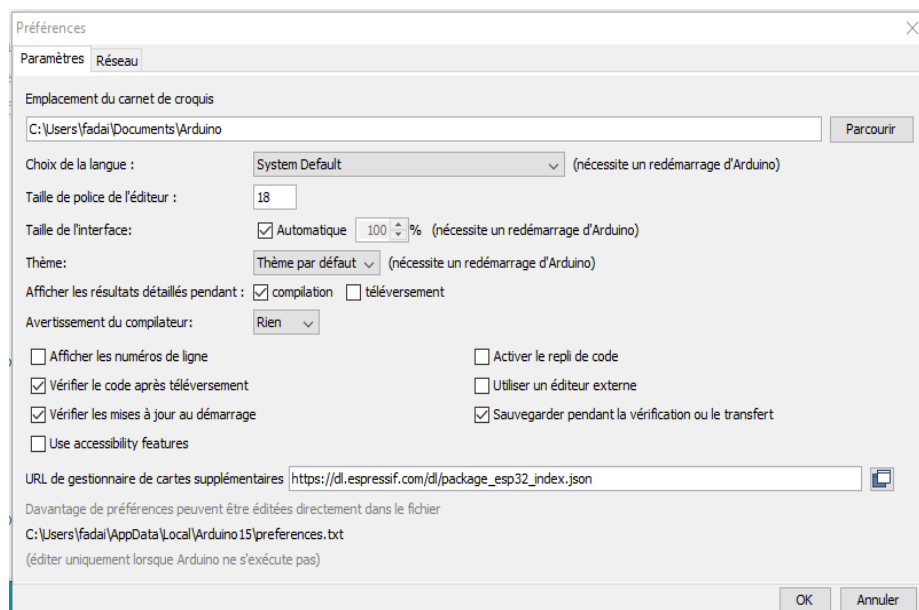 Préférences
Paramètres Réseau
Emplacement du carnet de croquis
C:\Users\fadai\Documents\Arduino Parcourir
Choix de la langue : System Default (nécessite un redémarrage d'Arduino)
Taille de police de l'éditeur : 18
Taille de l'interface: Automatique 100 % (nécessite un redémarrage d'Arduino)
Thème: Thème par défaut (nécessite un redémarrage d'Arduino)
Afficher les résultats détaillés pendant : compilation téléversement
Avertissement du compilateur: Rien
Afficher les numéros de ligne Activer le repli de code
Vérifier le code après téléversement Utiliser un éditeur externe
Vérifier les mises à jour au démarrage Sauvegarder pendant la vérification ou le transfert
Use accessibility features
URL de gestionnaire de cartes supplémentaires https://dl.espressif.com/dl/package_esp32_index.json
Davantage de préférences peuvent être éditées directement dans le fichier
C:\Users\fadai\AppData\Local\Arduino15\preferences.txt
(éditer uniquement lorsque Arduino ne s'exécute pas)
OK Annuler